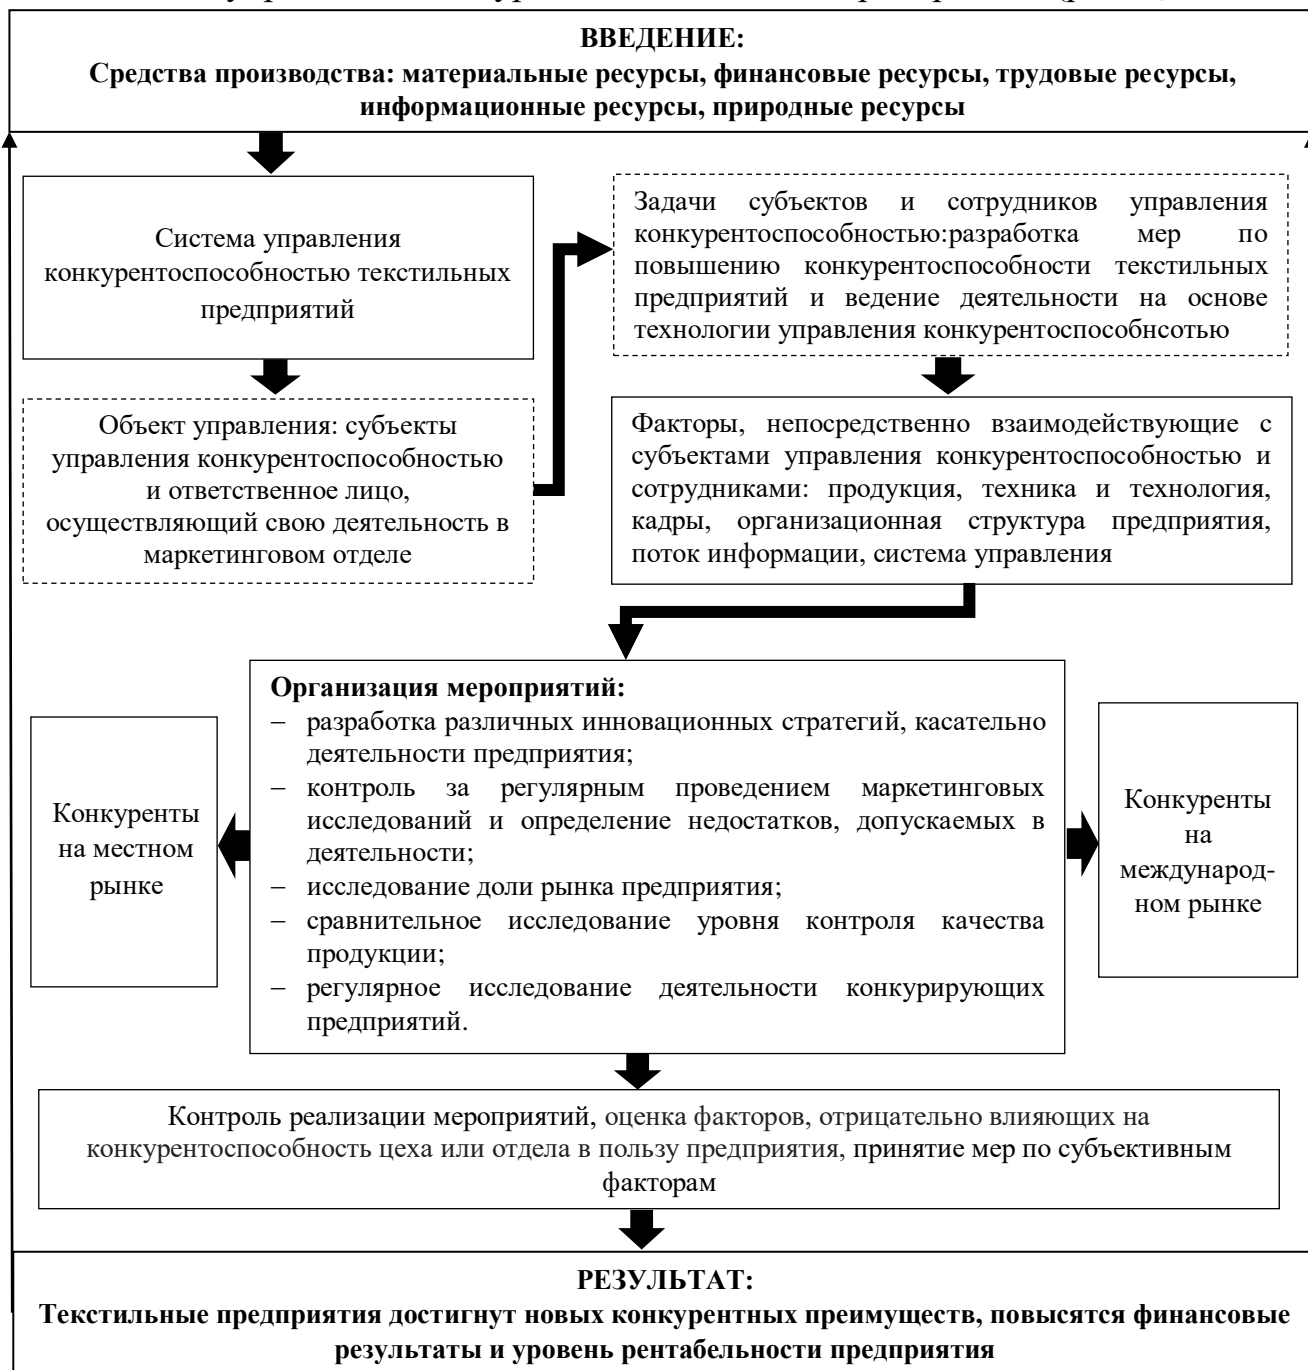 ВВЕДЕНИЕ:
Средства производства: материальные ресурсы, финансовые ресурсы, трудовые ресурсы,
информационные ресурсы, природные ресурсы
Система управления
конкурентоспособностью текстильных
предприятий
Задачи субъектов и сотрудников управления
конкурентоспособностью:разработка мер по
повышению конкурентоспособности текстильных
предприятий и ведение деятельности на основе
технологии управления конкурентоспособнсотью
Объект управления: субъекты
управления конкурентоспособностью
и ответственное лицо,
осуществляющий свою деятельность в
маркетинговом отделе
Факторы, непосредственно взаимодействующие с
субъектами управления конкурентоспособностью и
сотрудниками: продукция, техника и технология,
кадры, организационная структура предприятия,
поток информации, система управления
Организация мероприятий:
– разработка различных инновационных стратегий, касательно
деятельности предприятия;
– контроль за регулярным проведением маркетинговых
исследований и определение недостатков, допускаемых в
деятельности;
– исследование доли рынка предприятия;
– сравнительное исследование уровня контроля качества
продукции;
– регулярное исследование деятельности конкурирующих
предприятий.
Конкуренты
на местном
рынке
Конкуренты
на
международ-
ном рынке
Контроль реализации мероприятий, оценка факторов, отрицательно влияющих на
конкурентоспособность цеха или отдела в пользу предприятия, принятие мер по субъективным
факторам
РЕЗУЛЬТАТ:
Текстильные предприятия достигнут новых конкурентных преимуществ, повысятся финансовые
результаты и уровень рентабельности предприятия